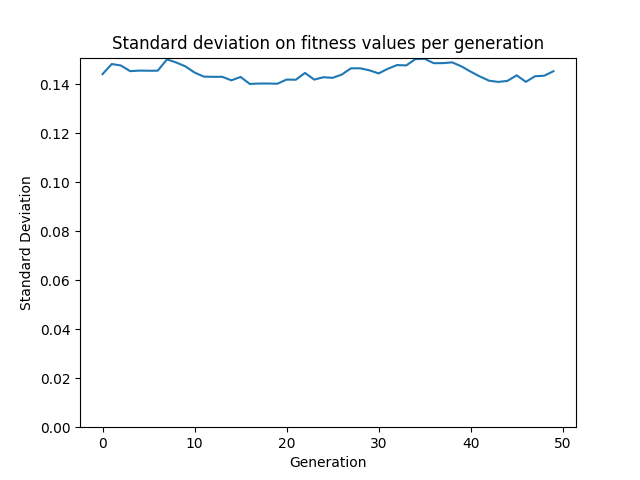 Standard deviation on fitness values per generation
0.14
0.12
0.10
0.08
0.06
0.04
0.02
0.00
Standard Deviation
0 10 20 30 40 50
Generation